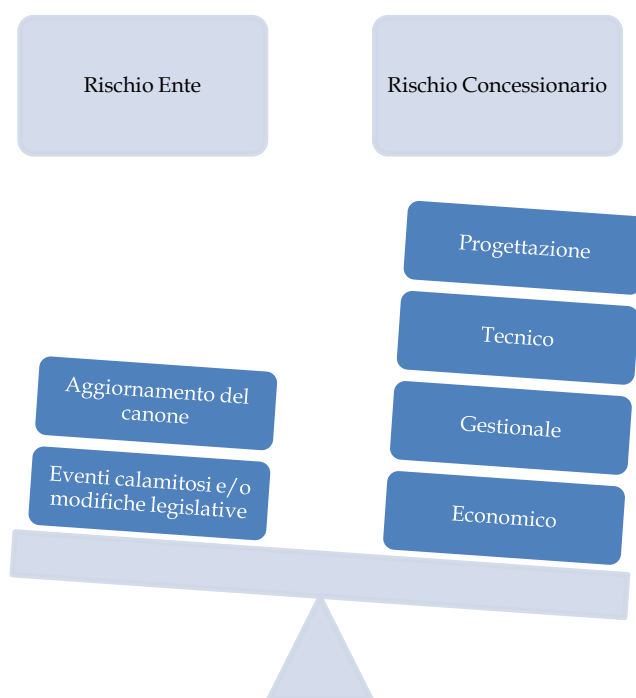 Rischio Ente
Rischio Concessionario
Progettazione
Tecnico
Gestionale
Economico
Aggiornamento del
canone
Eventi calamitosi e/o
modifiche legislative